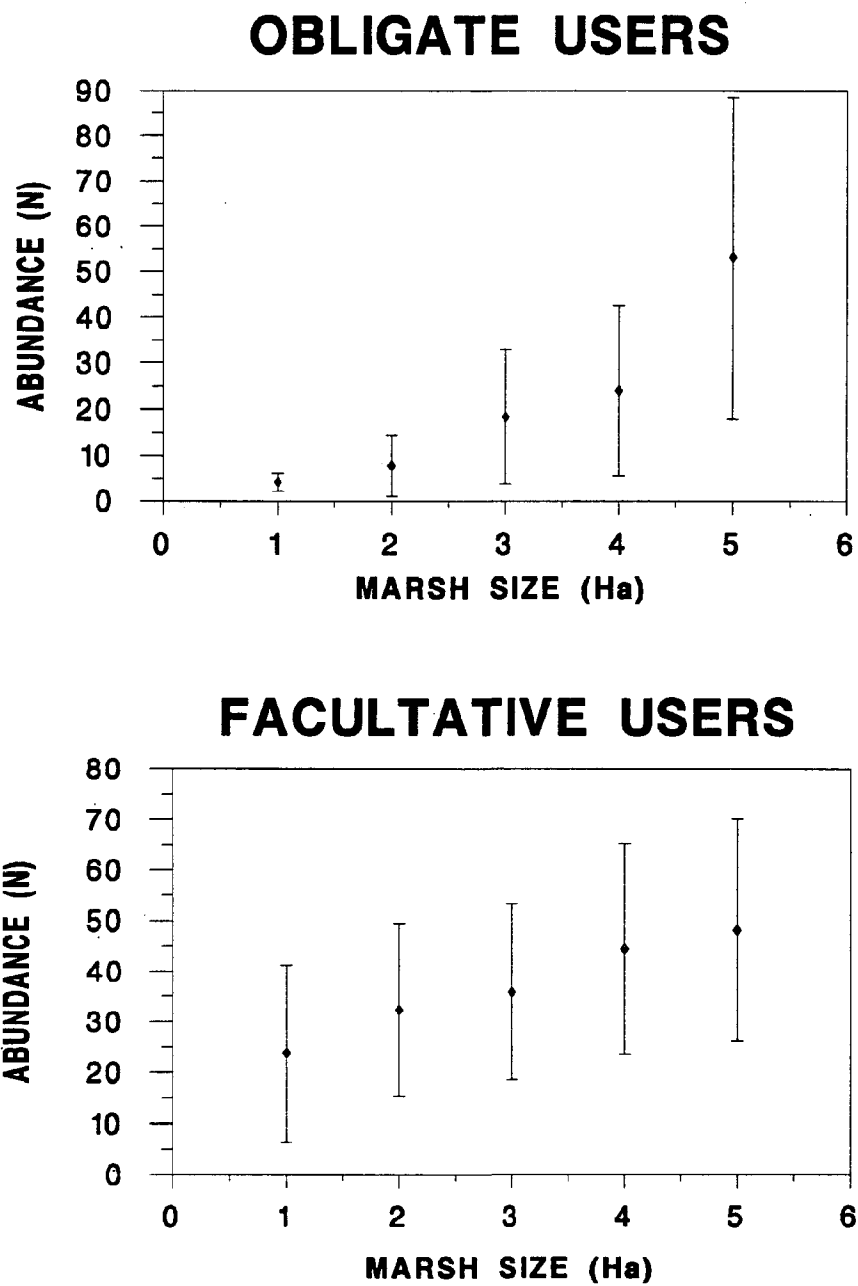 OBLIGATE USERS
ABUNDANCE (N)
90
80
70
60
50
40
30
20
10
0
0 1 2 3 4 5 6
MARSH SIZE (Ha)
FACULTATIVE USERS
ABUNDANCE (N)
80
70
60
50
40
30
20
10
0
0 1 2 3 4 5 6
MARSH SIZE (Ha)